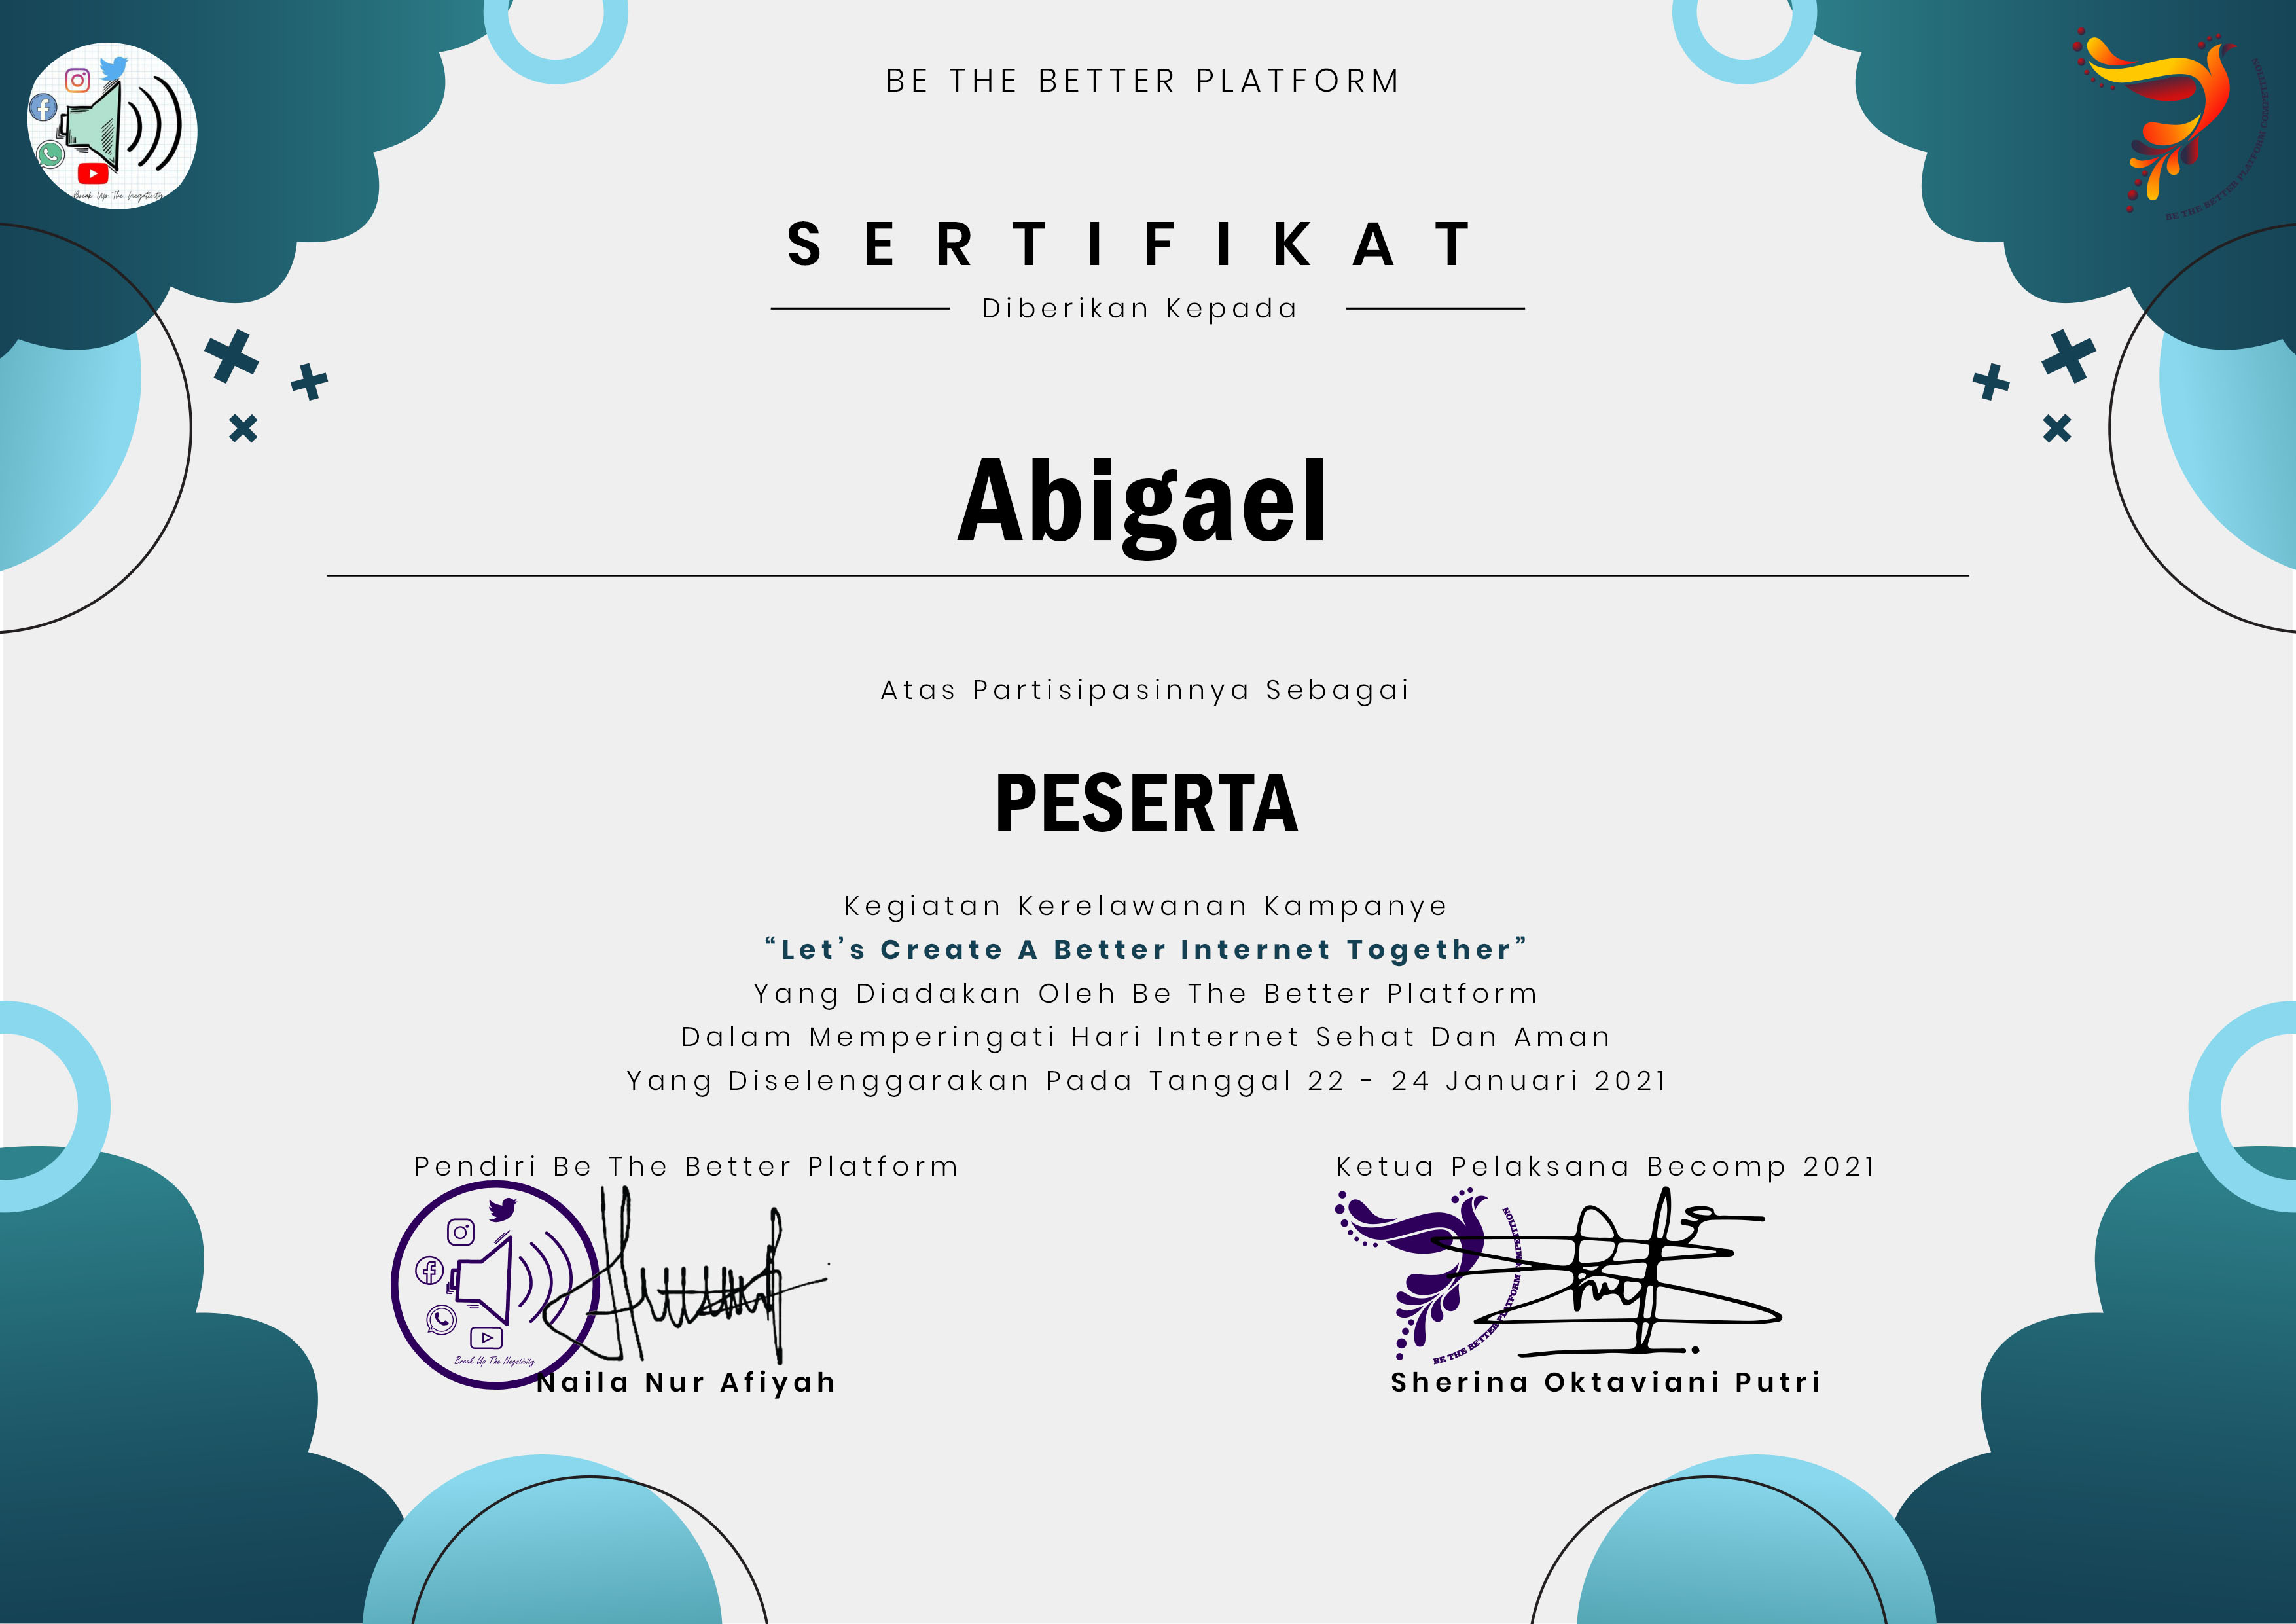 BE THE BETTER PLATFORM
Break Up The Negativity
BE THE BETTER PLATFORM COMPETITION
SERTIFIKAT
Diberikan Kepada
Abigael
Atas Partisipasinnya Sebagai
PESERTA
Kegiatan Kerelawanan Kampanye
“Let’s Create A Better Internet Together”
Yang Diadakan Oleh Be The Better Platform
Dalam Memperingati Hari Internet Sehat Dan Aman
Yang Diselenggarakan Pada Tanggal 22 - 24 Januari 2021
Pendiri Be The Better Platform
Break Up The Negativity
Naila Nur Afiyah
Ketua Pelaksana Becomp 2021
BE THE BETTER PLATFORM COMPETITION
Sherina Oktaviani Putri